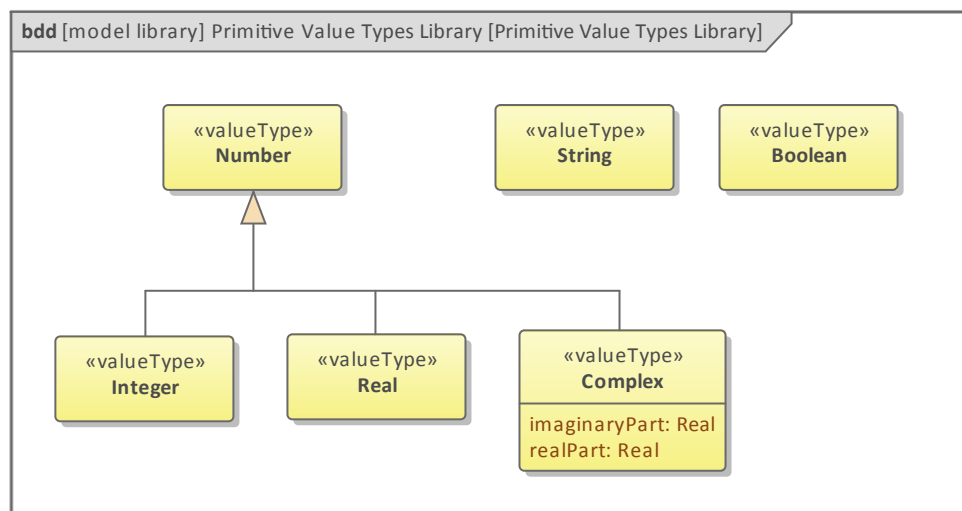 bdd [model library] Primitive Value Types Library [Primitive Value Types Library]
«valueType»
Number
«valueType»
String
«valueType»
Boolean
«valueType»
Integer
«valueType»
Real
«valueType»
Complex
imaginaryPart: Real
realPart: Real